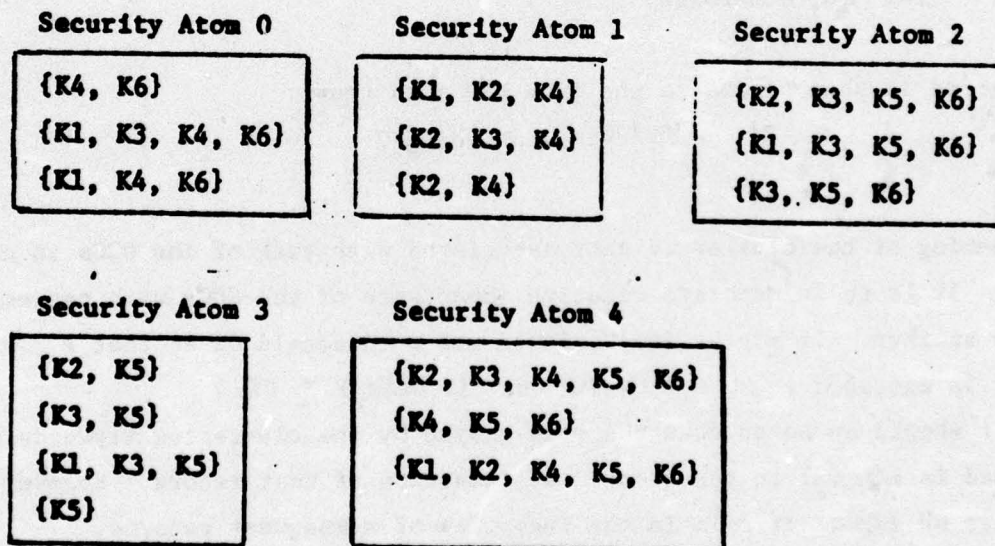 Security Atom 0
{K4, K6}
{K1, K3, K4, K6}
{K1, K4, K6}
Security Atom 1
{K1, K2, K4}
{K2, K3, K4}
{K2, K4}
Security Atom 2
{K2, K3, K5, K6}
{K1, K3, K5, K6}
{K3, K5, K6}
Security Atom 3
{K2, K5}
{K3, K5}
{K1, K3, K5}
{K5}
Security Atom 4
{K2, K3, K4, K5, K6}
{K4, K5, K6}
{K1, K2, K4, K5, K6}